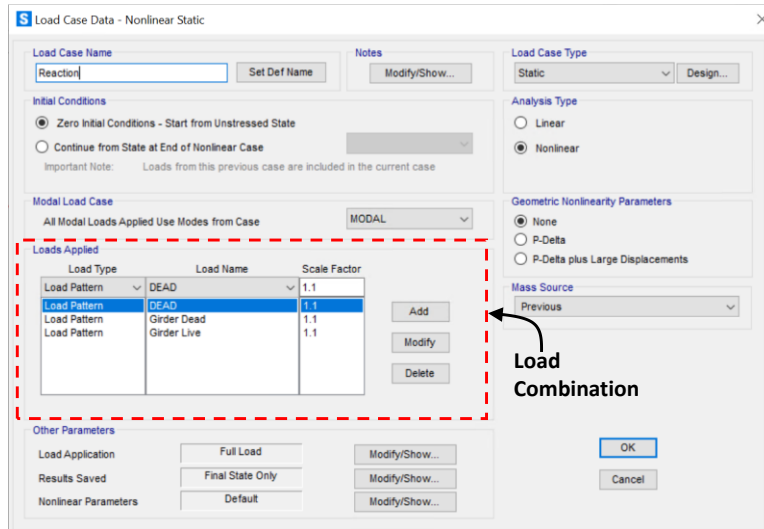 S Load Case Data - Nonlinear Static
Load Case Name
Reaction
Set Def Name
Notes
Modify/Show...
Load Case Type
Static
Design...
Initial Conditions
Zero Initial Conditions - Start from Unstressed State
Continue from State at End of Nonlinear Case
Important Note: Loads from this previous case are included in the current case
Analysis Type
Linear
Nonlinear
Modal Load Case
All Modal Loads Applied Use Modes from Case
MODAL
Geometric Nonlinearity Parameters
None
P-Delta
P-Delta plus Large Displacements
Loads Applied
Load Type Load Name Scale Factor
Load Pattern DEAD 1.1
Load Pattern DEAD 1.1
Load Pattern Girder Dead 1.1
Load Pattern Girder Live 1.1
Add
Modify
Delete
Mass Source
Previous
Load
Combination
Other Parameters
Load Application Full Load Modify/Show...
Results Saved Final State Only Modify/Show...
Nonlinear Parameters Default Modify/Show...
OK
Cancel